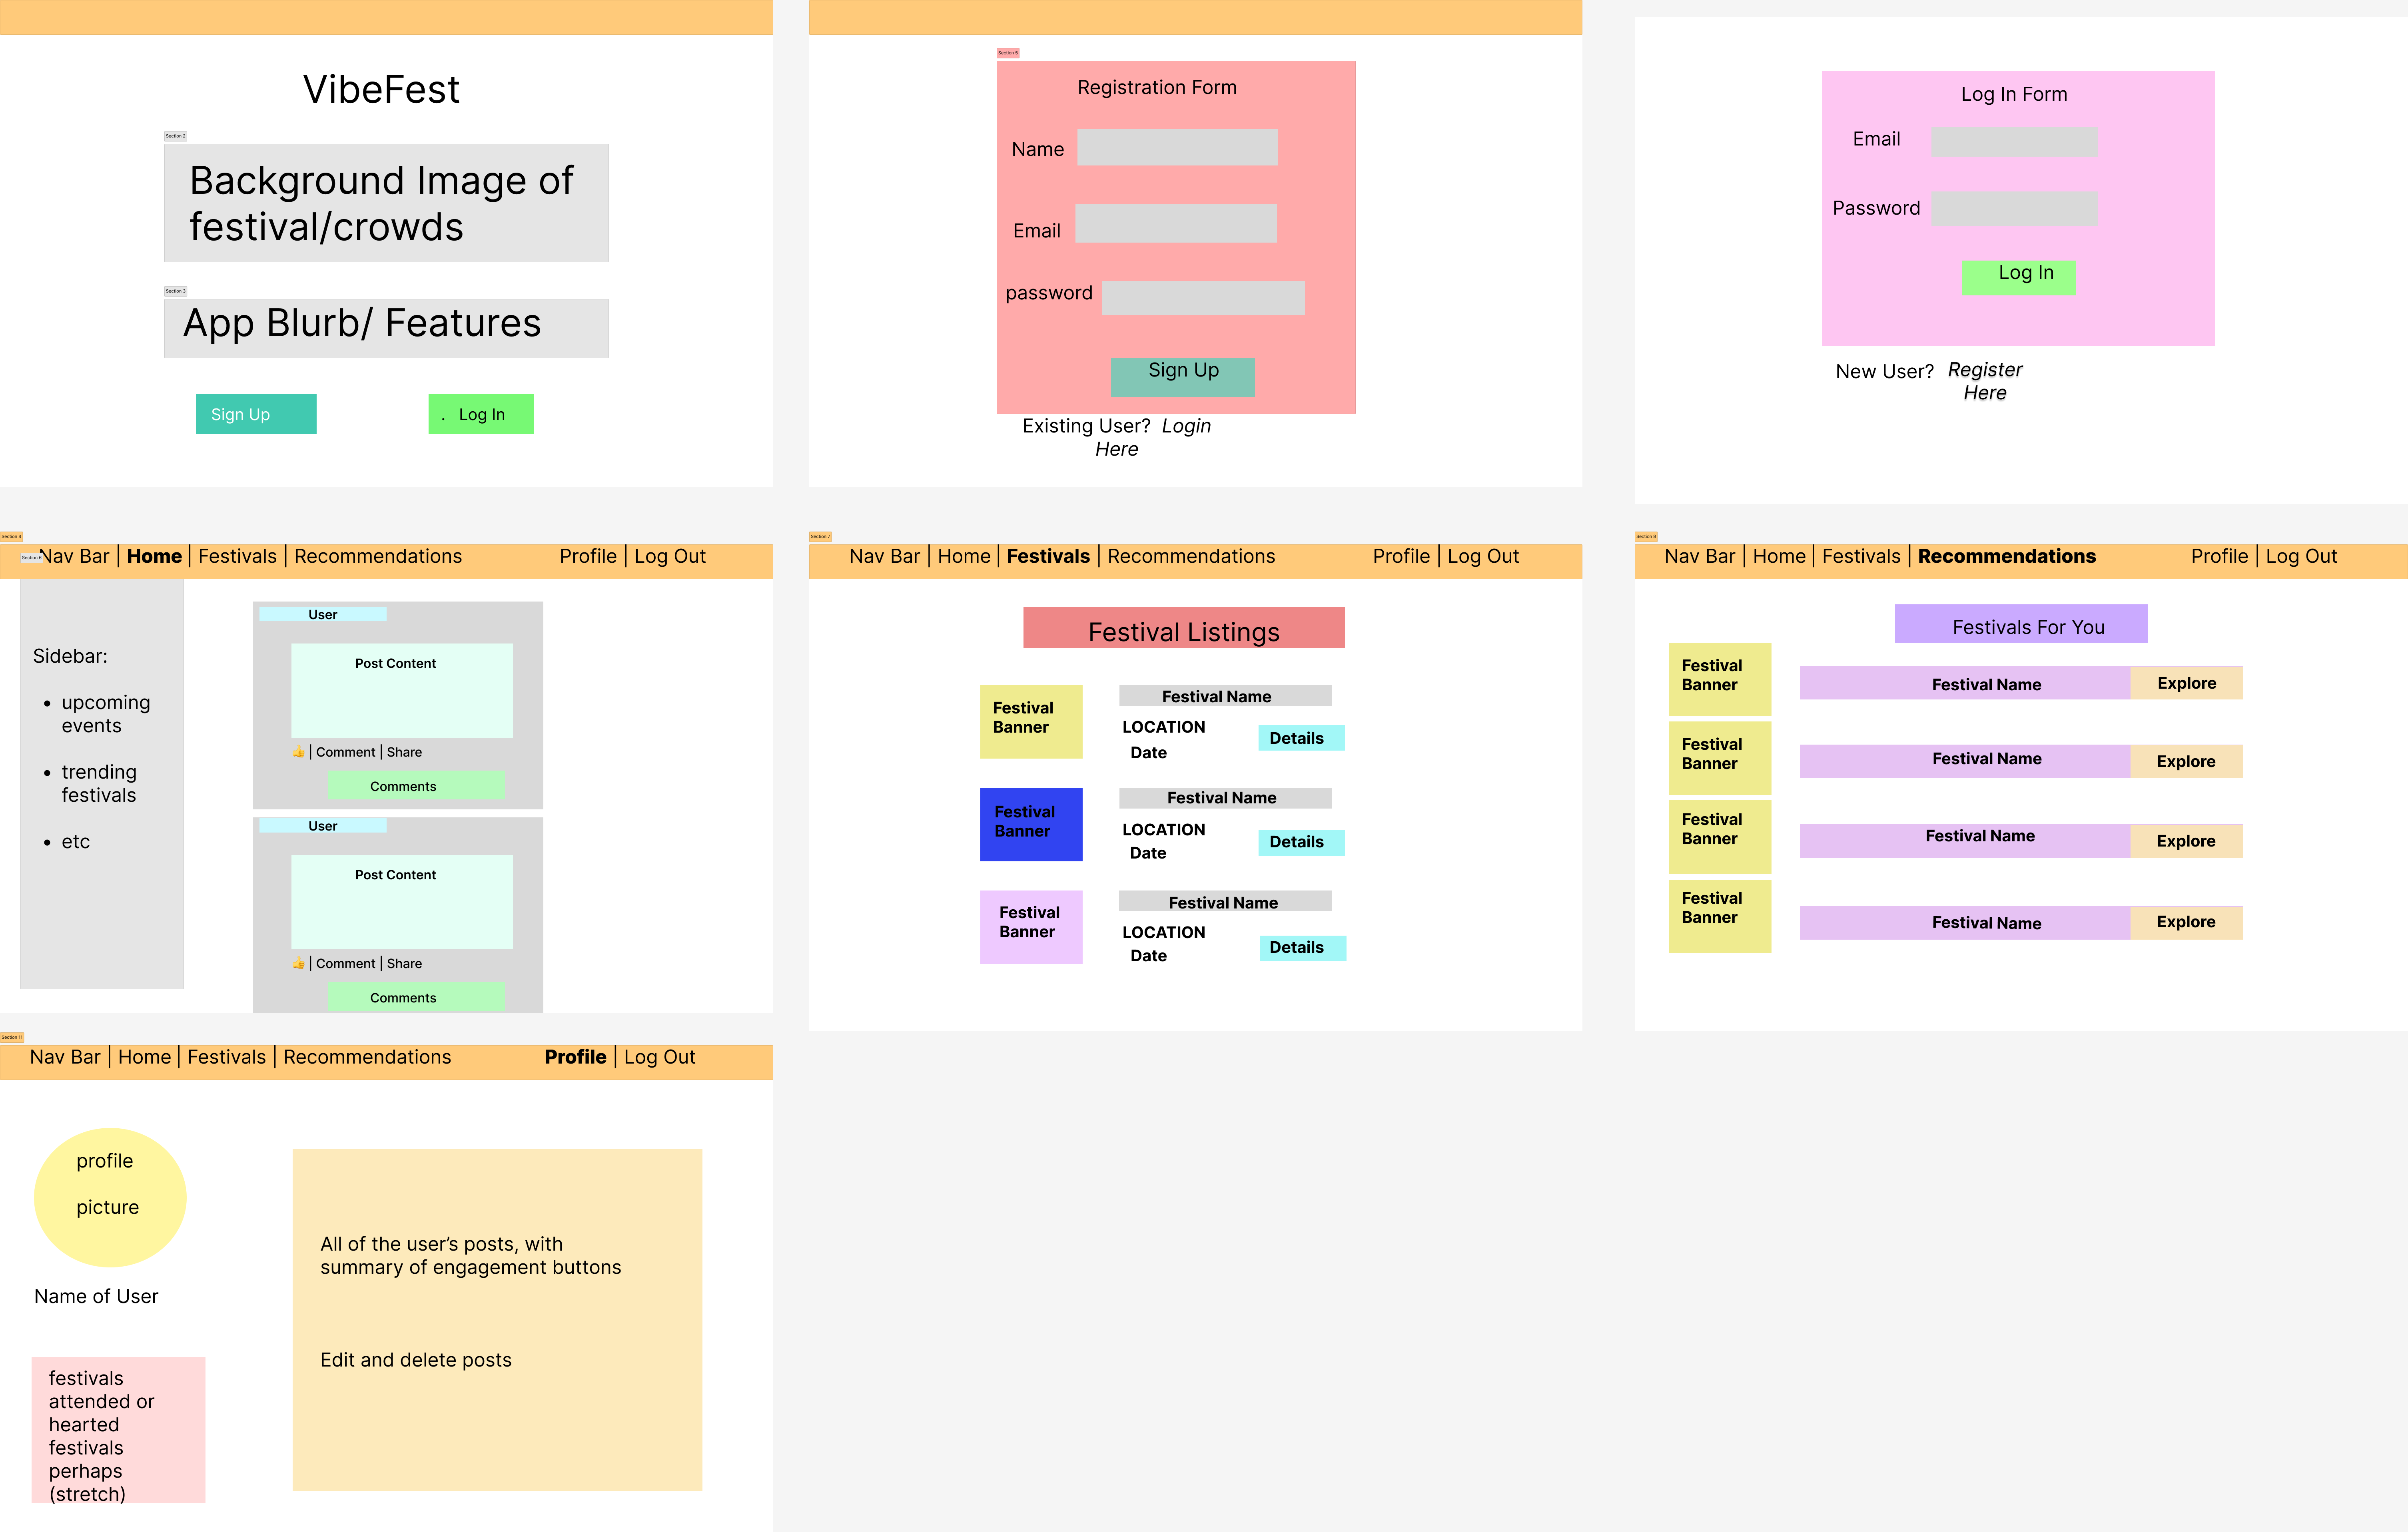 VibeFest
Section 2
Background Image of
festival/crowds
Section 3
App Blurb/ Features
Sign Up
. Log In
Section 5
Registration Form
Name
Email
password
Sign Up
Existing User? Login
Here
Log In Form
Email
Password
Log In
New User? Register
Here
Section 4
Section 6
Nav Bar | Home | Festivals | Recommendations Profile | Log Out
Sidebar:
• upcoming
events
• trending
festivals
• etc
User
Post Content
👍 | Comment | Share
Comments
User
Post Content
👍 | Comment | Share
Comments
Section 7
Nav Bar | Home | Festivals | Recommendations Profile | Log Out
Festival Listings
Festival
Banner
Festival Name
LOCATION
Date
Details
Festival
Banner
Festival Name
LOCATION
Date
Details
Festival
Banner
Festival Name
LOCATION
Date
Details
Section 8
Nav Bar | Home | Festivals | Recommendations Profile | Log Out
Festivals For You
Festival
Banner
Festival Name
Explore
Festival
Banner
Festival Name
Explore
Festival
Banner
Festival Name
Explore
Festival
Banner
Festival Name
Explore
Section 11
Nav Bar | Home | Festivals | Recommendations Profile | Log Out
profile
picture
Name of User
festivals
attended or
hearted
festivals
perhaps
(stretch)
All of the user’s posts, with
summary of engagement buttons
Edit and delete posts